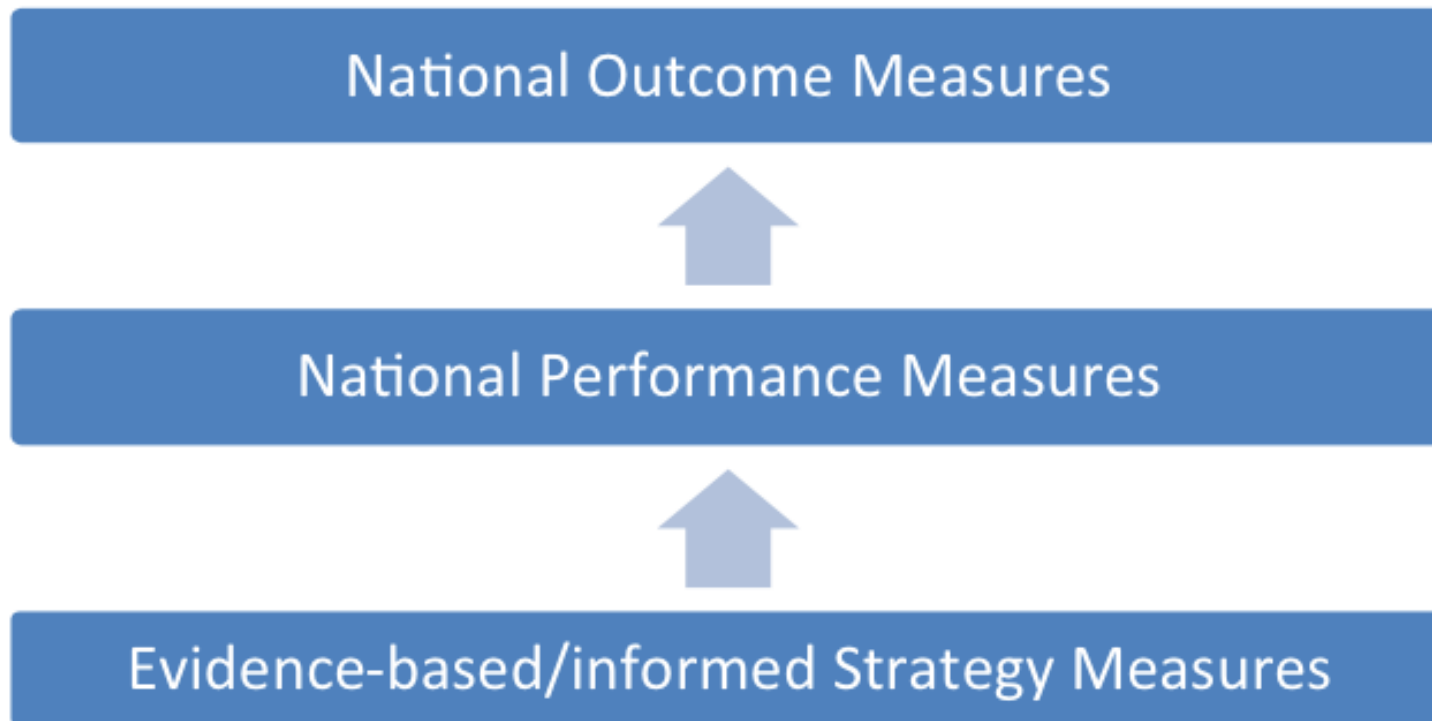 National Outcome Measures
National Performance Measures
Evidence-based/informed Strategy Measures